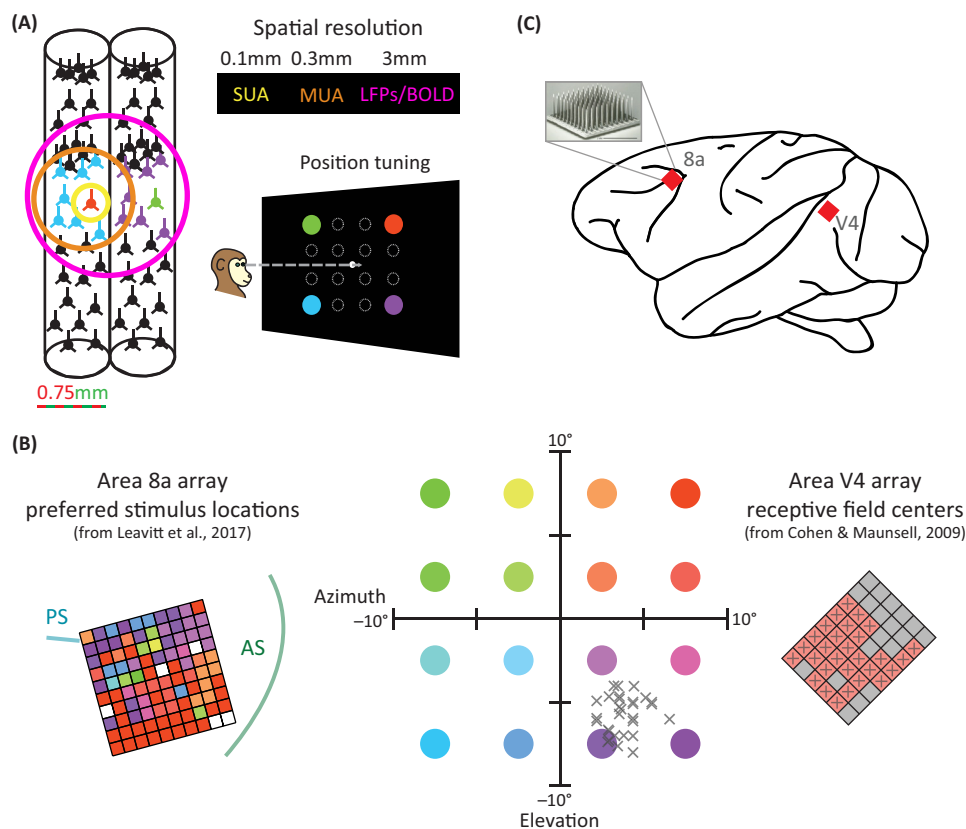 (A)
Spatial resolution
0.1mm 0.3mm 3mm
SUA MUA LFPs/BOLD
Position tuning
0.75mm
(C)
8a
V4
(B)
Area 8a array
preferred stimulus locations
(from Leavitt et al., 2017)
PS
AS
10°
Azimuth
−10°
10°
−10°
Elevation
Area V4 array
receptive field centers
(from Cohen & Maunsell, 2009)